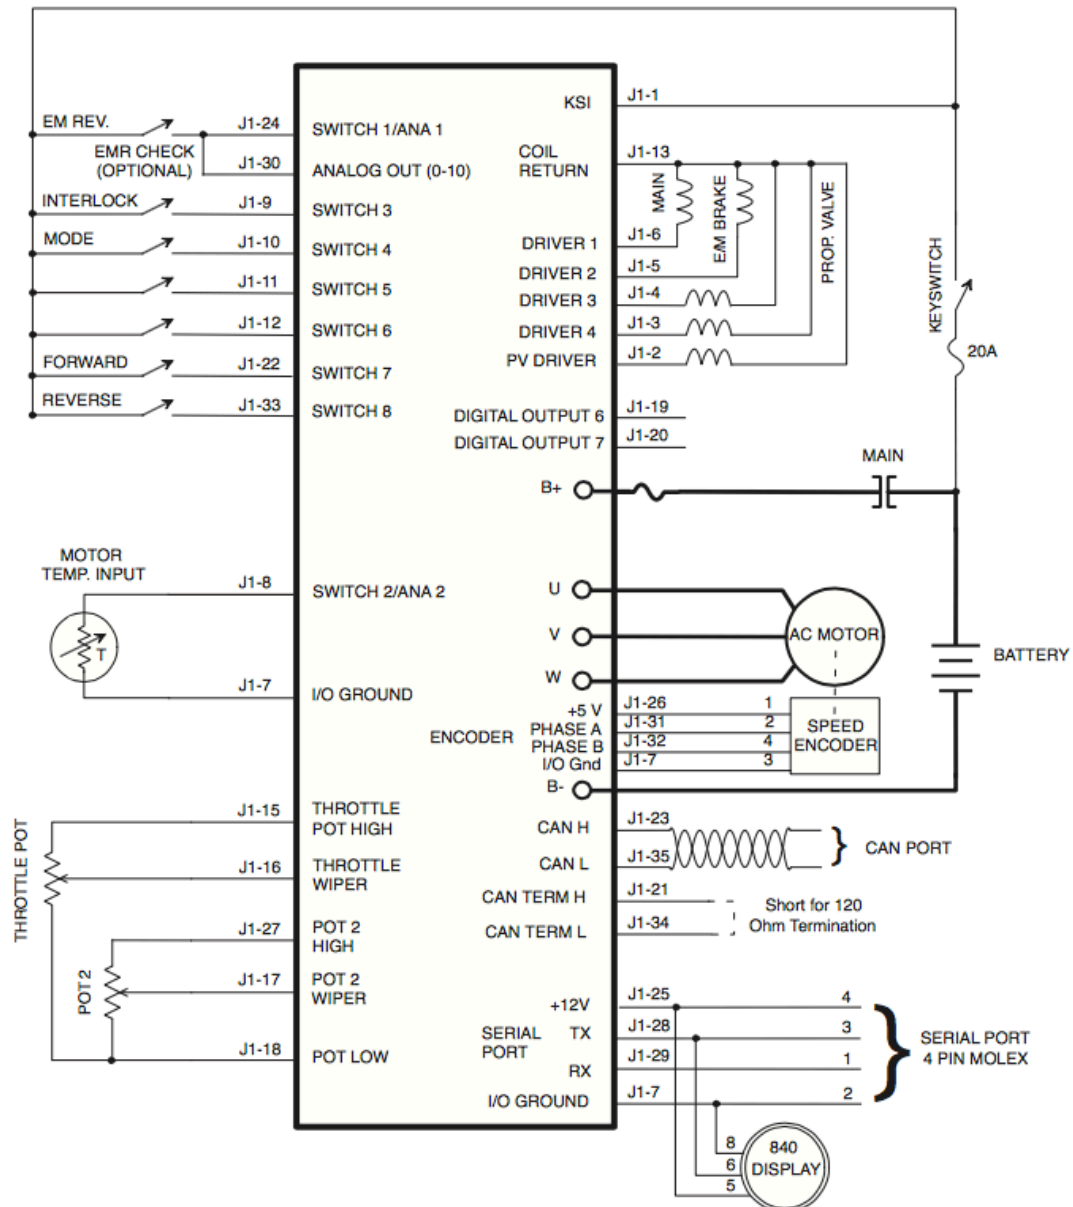 EM REV.
J1-24
SWITCH 1/ANA 1
EMR CHECK
(OPTIONAL)
J1-30
ANALOG OUT (0-10)
INTERLOCK
J1-9
SWITCH 3
MODE
J1-10
SWITCH 4
J1-11
SWITCH 5
J1-12
SWITCH 6
FORWARD
J1-22
SWITCH 7
REVERSE
J1-33
SWITCH 8
MOTOR
TEMP. INPUT
T
J1-8
SWITCH 2/ANA 2
J1-7
I/O GROUND
THROTTLE POT
J1-15
THROTTLE
POT HIGH
J1-16
THROTTLE
WIPER
POT 2
J1-27
POT 2
HIGH
J1-17
POT 2
WIPER
J1-18
POT LOW
KSI
J1-1
COIL
RETURN
J1-13
MAIN
E/M BRAKE
PROP. VALVE
DRIVER 1
J1-6
DRIVER 2
J1-5
DRIVER 3
J1-4
DRIVER 4
J1-3
PV DRIVER
J1-2
KEYSWITCH
20A
DIGITAL OUTPUT 6
J1-19
DIGITAL OUTPUT 7
J1-20
B+
MAIN
U
V
W
AC MOTOR
BATTERY
ENCODER
+5 V
J1-26
1
PHASE A
J1-31
2
PHASE B
J1-32
4
I/O Gnd
J1-7
3
SPEED
ENCODER
B-
CAN H
J1-23
CAN L
J1-35
CAN PORT
CAN TERM H
J1-21
CAN TERM L
J1-34
Short for 120
Ohm Termination
SERIAL
PORT
+12V
J1-25
4
TX
J1-28
3
RX
J1-29
1
I/O GROUND
J1-7
2
SERIAL PORT
4 PIN MOLEX
8
6
5
840
DISPLAY